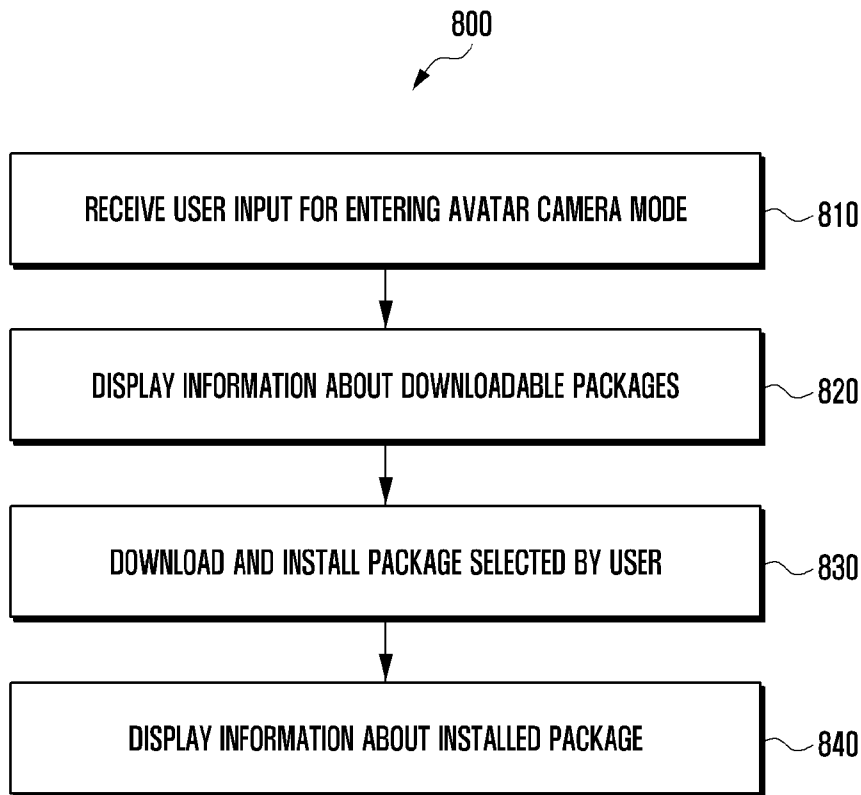 800
RECEIVE USER INPUT FOR ENTERING AVATAR CAMERA MODE
810
DISPLAY INFORMATION ABOUT DOWNLOADABLE PACKAGES
820
DOWNLOAD AND INSTALL PACKAGE SELECTED BY USER
830
DISPLAY INFORMATION ABOUT INSTALLED PACKAGE
840